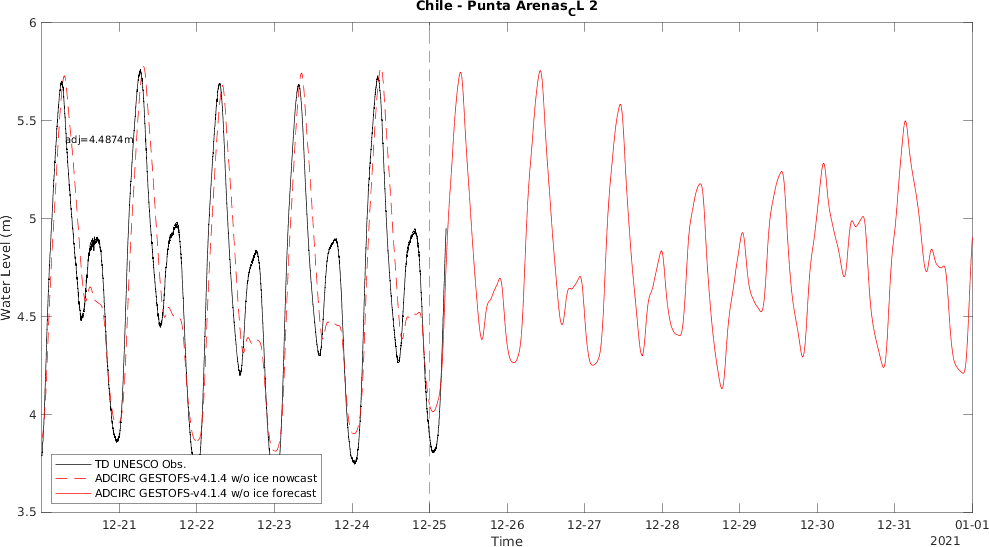 Chile - Punta Arenas_CL 2
6
5.5
5
4.5
4
3.5
Water Level (m)
adj=4.4874m
TD UNESCO Obs.
ADCIRC GESTOFS-v4.1.4 w/o ice nowcast
ADCIRC GESTOFS-v4.1.4 w/o ice forecast
12-21 12-22 12-23 12-24 12-25 12-26 12-27 12-28 12-29 12-30 12-31 01-01
Time
2021